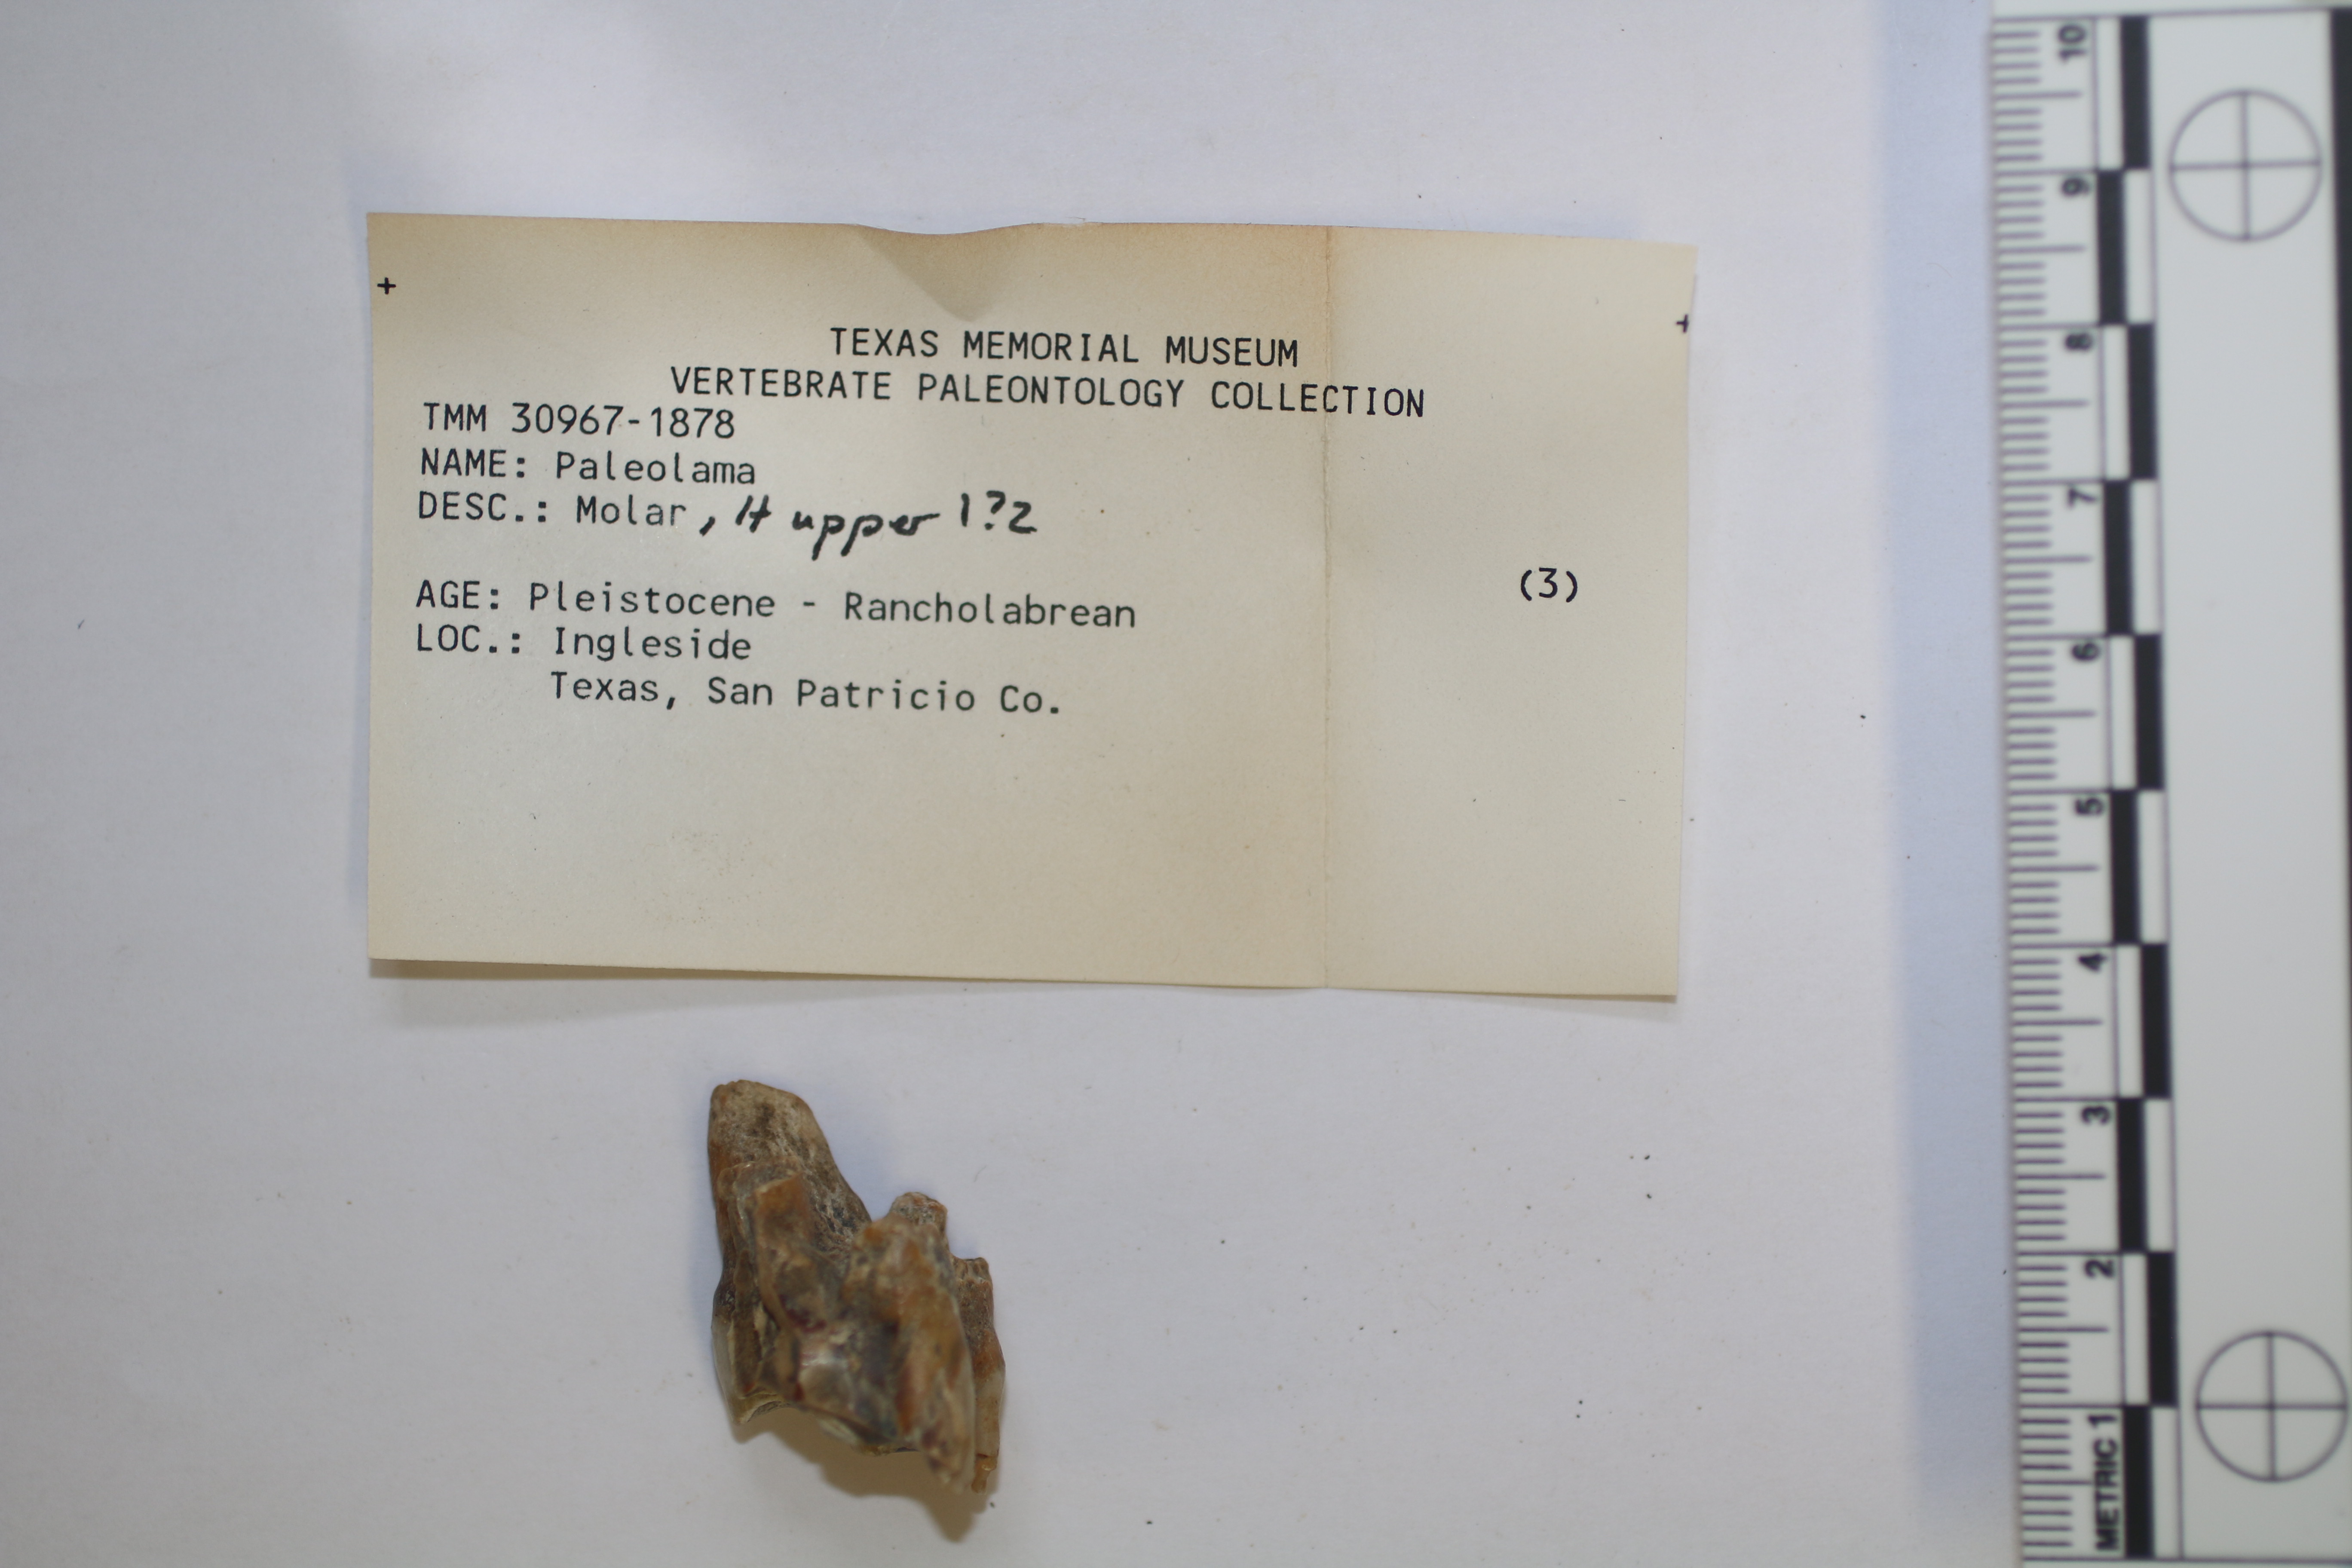 TEXAS MEMORIAL MUSEUM
VERTEBRATE PALEONTOLOGY COLLECTION
TMM 30967-1878
NAME: Paleolama
DESC.: Molar, lt upper 1?2
(3)
AGE: Pleistocene - Rancholabrean
LOC.: Ingleside
Texas, San Patricio Co.
10
9
8
7
6
5
4
3
2
METRIC 1